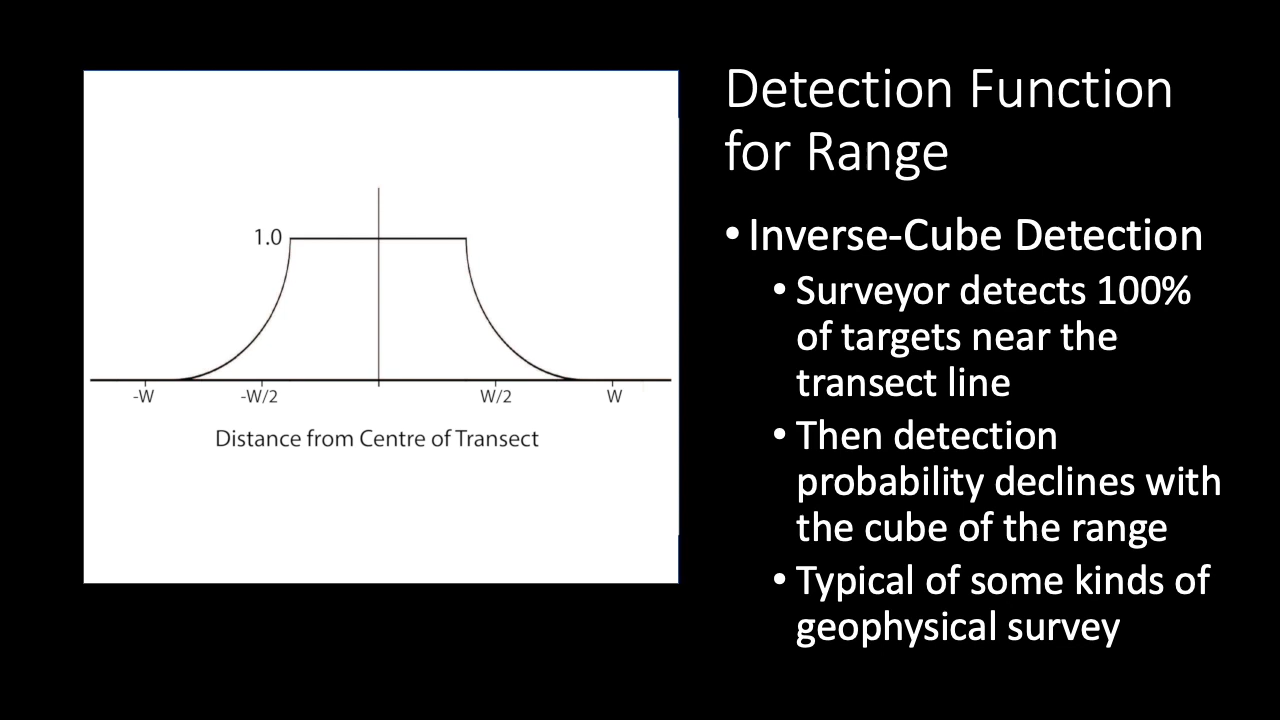 Detection Function
for Range
• Inverse-Cube Detection
• Surveyor detects 100%
of targets near the
transect line
• Then detection
probability declines with
the cube of the range
• Typical of some kinds of
geophysical survey
1.0
-W -W/2 W/2 W
Distance from Centre of Transect